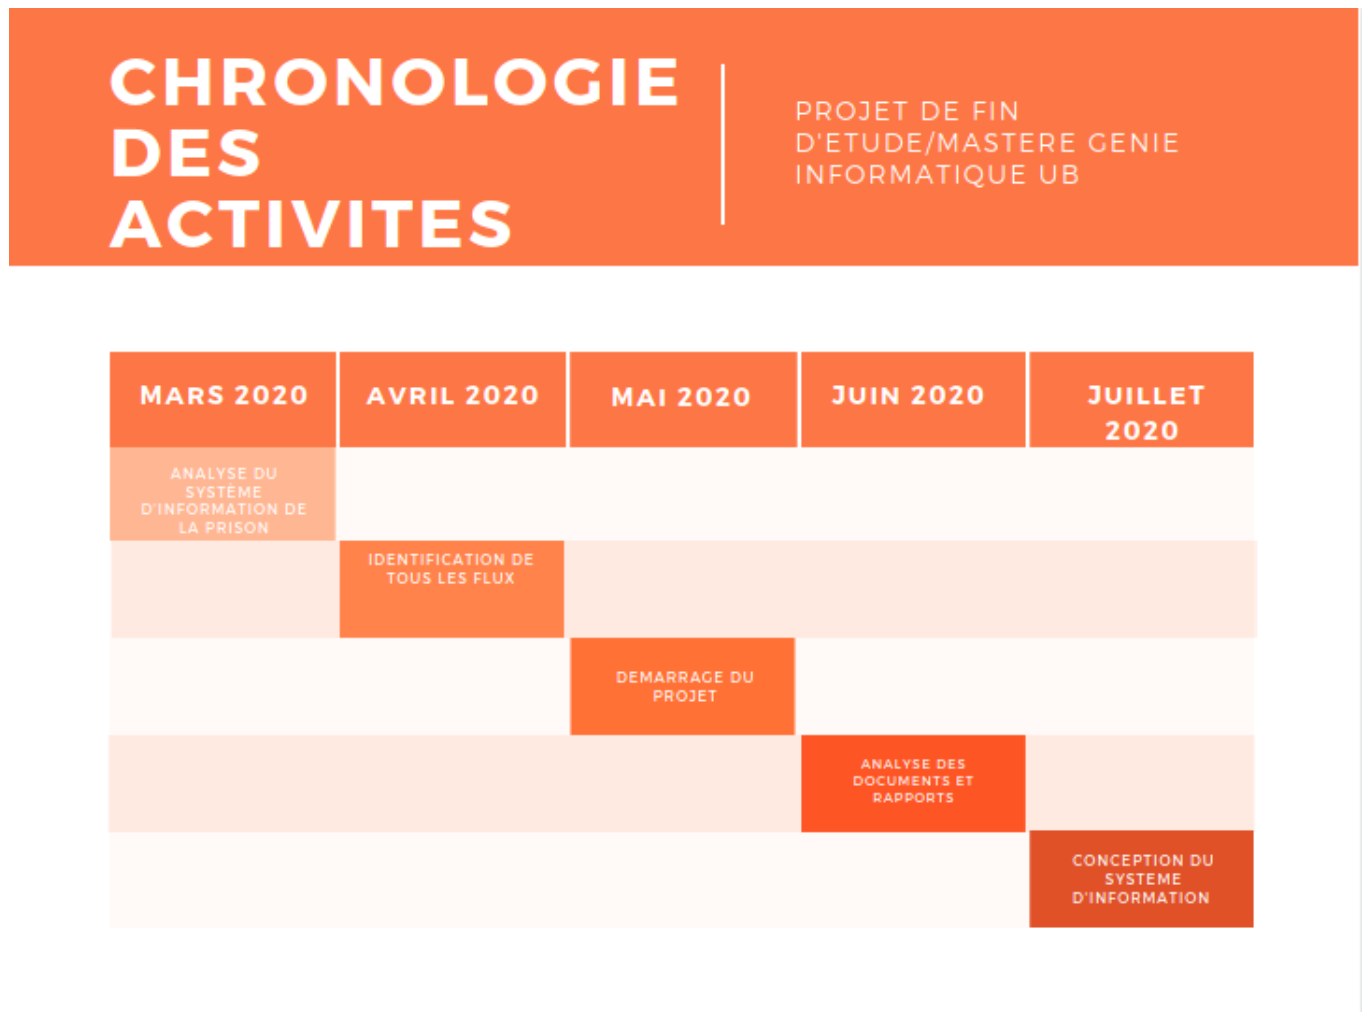 CHRONOLOGIE
DES
ACTIVITES
PROJET DE FIN
D'ETUDE/MASTERE GENIE
INFORMATIQUE UB
MARS 2020
AVRIL 2020
MAI 2020
JUIN 2020
JUILLET
2020
ANALYSE DU
SYSTÈME
D'INFORMATION DE
LA PRISON
IDENTIFICATION DE
TOUS LES FLUX
DEMARRAGE DU
PROJET
ANALYSE DES
DOCUMENTS ET
RAPPORTS
CONCEPTION DU
SYSTEME
D'INFORMATION